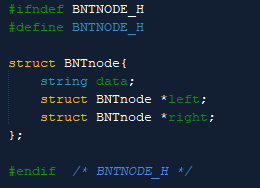 #ifndef BNTNODE_H
#define BNTNODE_H
struct BNTnode{
string data;
struct BNTnode *left;
struct BNTnode *right;
};
#endif /* BNTNODE_H */